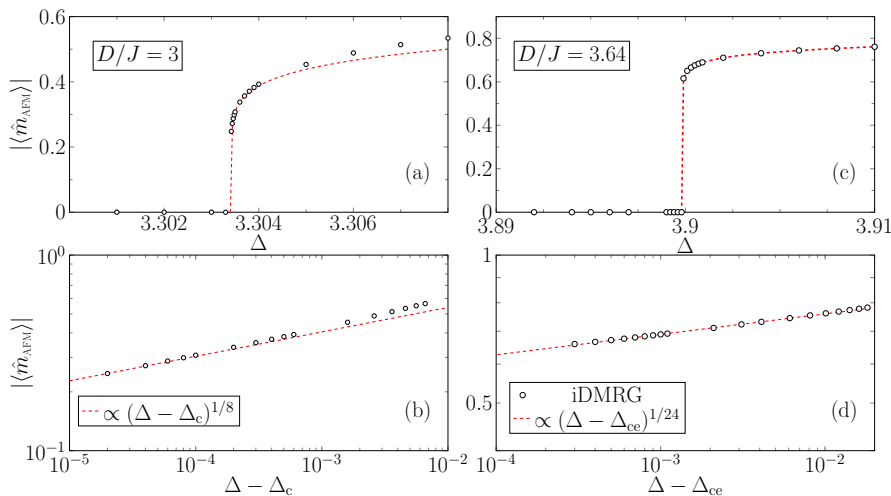 0.6
0.4
0.2
0
|⟨m̂_AFM⟩|
D/J = 3
(a)
3.302
3.304
3.306
Δ
0.8
0.6
0.4
0.2
0
D/J = 3.64
(c)
3.89
3.9
3.91
Δ
10^0
10^-1
|⟨m̂_AFM⟩|
∝ (Δ − Δ_c)^1/8
(b)
10^-5
10^-4
10^-3
10^-2
Δ − Δ_c
1
0.5
iDMRG
∝ (Δ − Δ_ce)^1/24
(d)
10^-4
10^-3
10^-2
Δ − Δ_ce